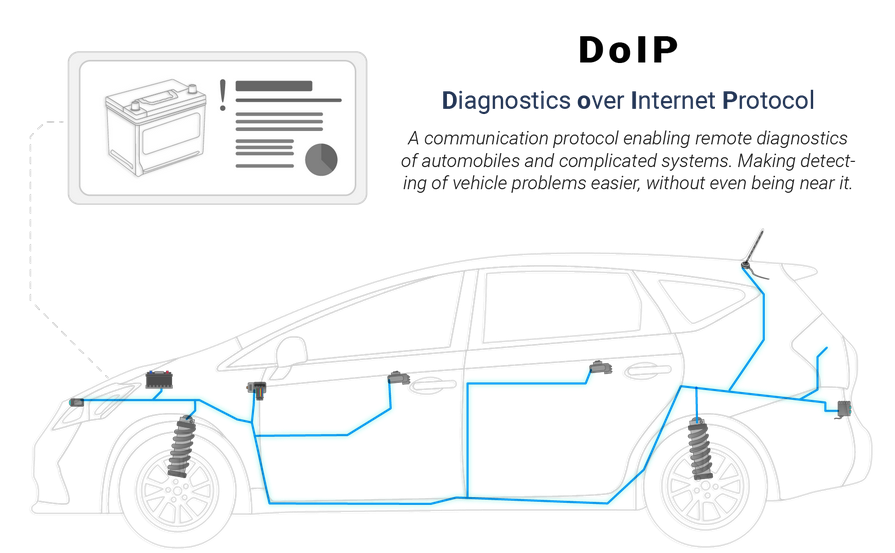 DoIP
Diagnostics over Internet Protocol
A communication protocol enabling remote diagnostics
of automobiles and complicated systems. Making detect-
ing of vehicle problems easier, without even being near it.
!